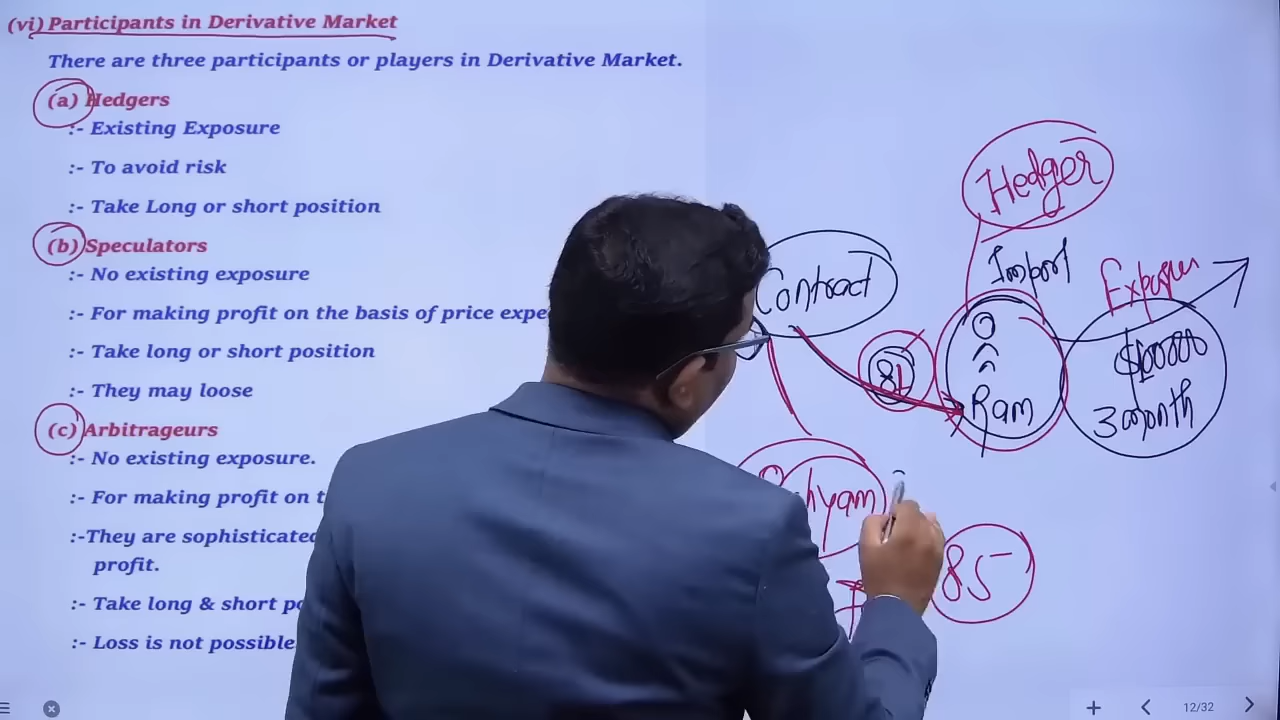 (vi) Participants in Derivative Market
There are three participants or players in Derivative Market.
(a) Hedgers
:- Existing Exposure
:- To avoid risk
:- Take Long or short position
(b) Speculators
:- No existing exposure
:- For making profit on the basis of price expe
:- Take long or short position
:- They may loose
(c) Arbitrageurs
:- No existing exposure.
:- For making profit on t
:-They are sophisticated
profit.
:- Take long & short po
:- Loss is not possible
Hedger
Import
Contract
81
Ram
3 month
hyam
85
12/32